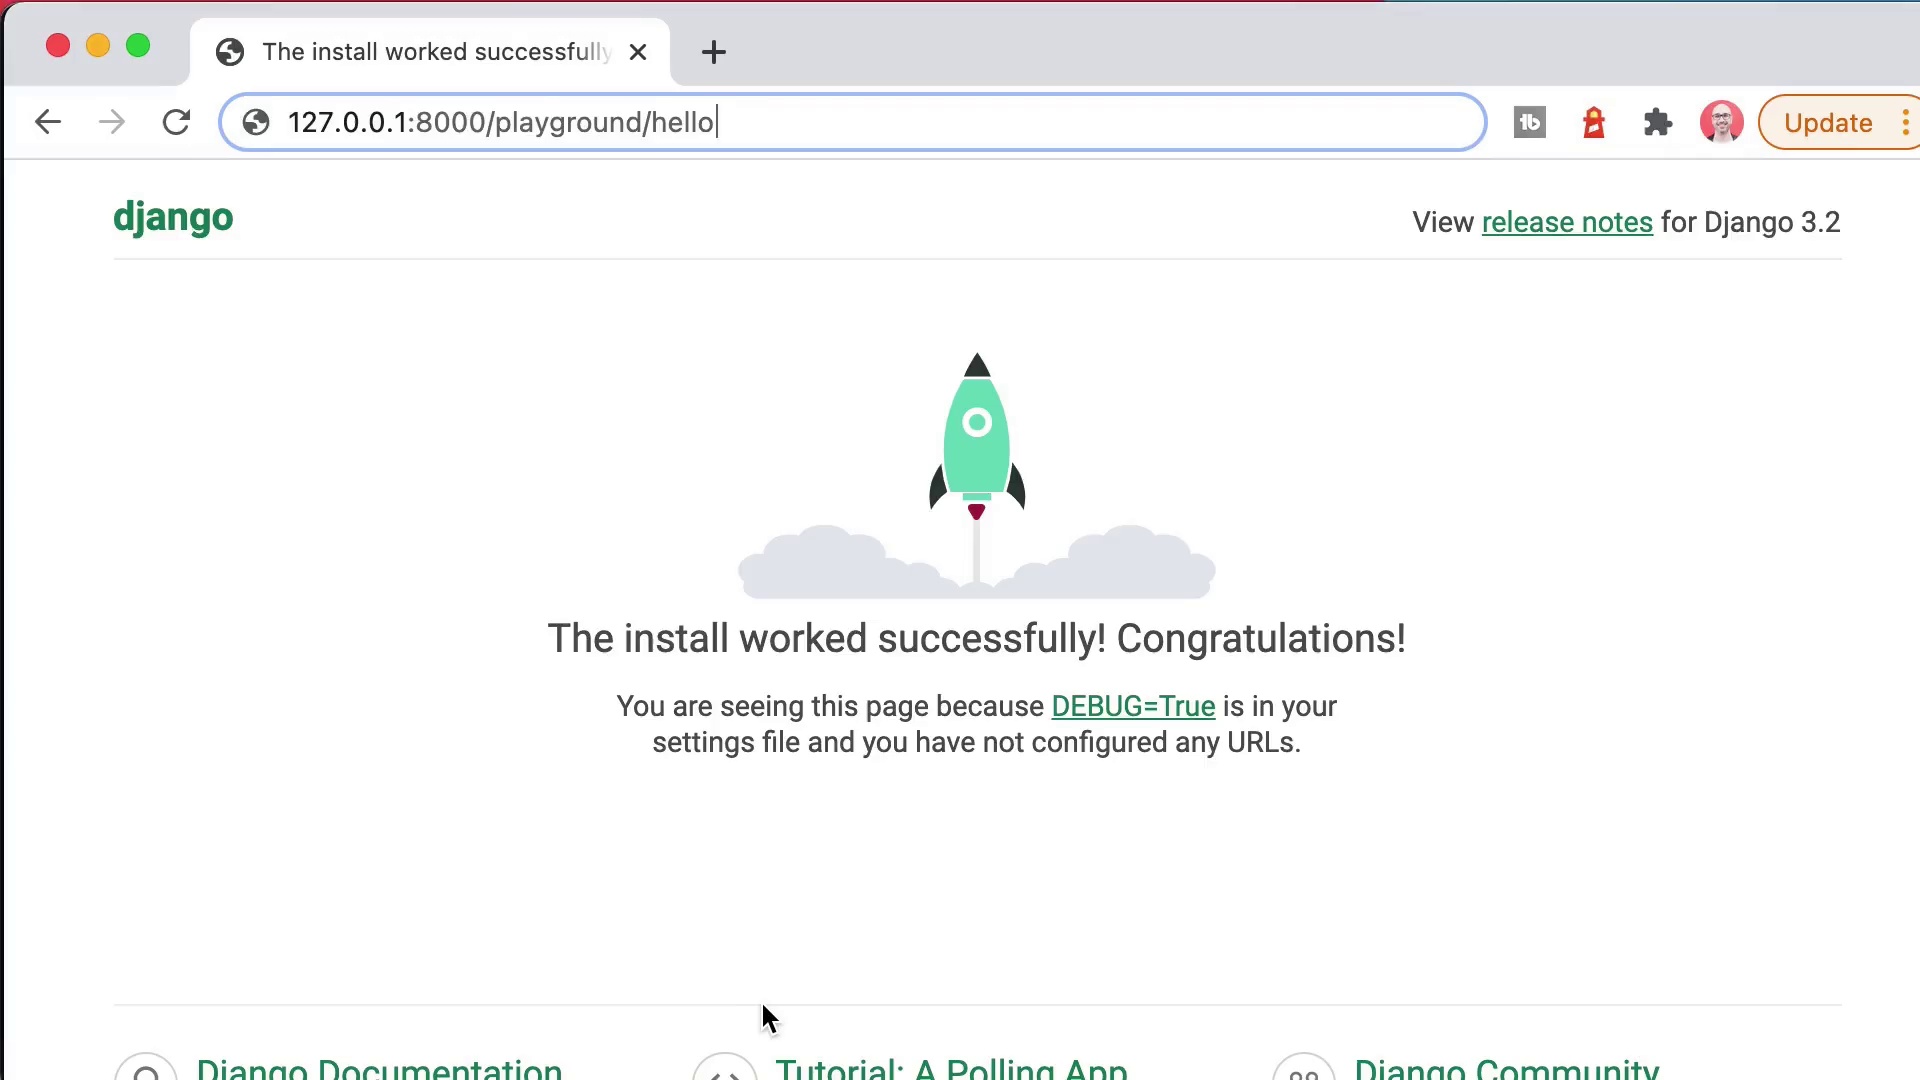 The install worked successfully
127.0.0.1:8000/playground/hello
tb
Update
django
View release notes for Django 3.2
The install worked successfully! Congratulations!
You are seeing this page because DEBUG=True is in your
settings file and you have not configured any URLs.
Django Documentation
Tutorial: A Polling App
Django Community